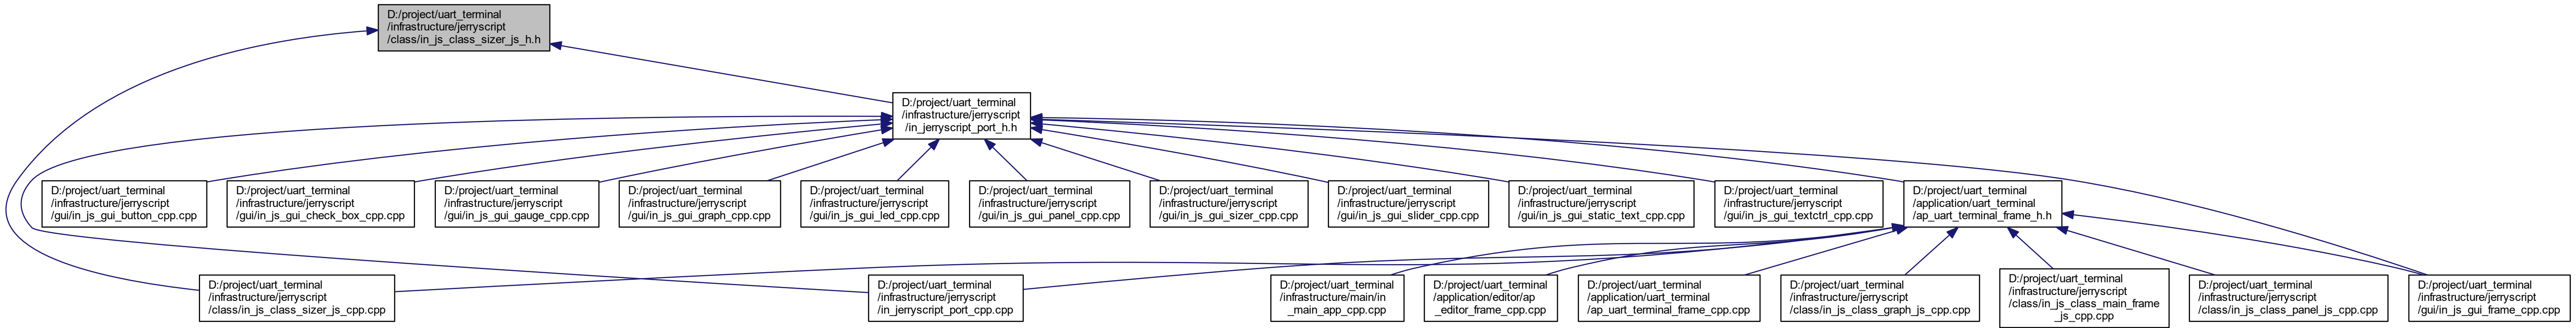 D:/project/uart_terminal
/infrastructure/jerryscript
/class/in_js_class_sizer_js_h.h
D:/project/uart_terminal
/infrastructure/jerryscript
/in_jerryscript_port_h.h
D:/project/uart_terminal
/infrastructure/jerryscript
/gui/in_js_gui_button_cpp.cpp
D:/project/uart_terminal
/infrastructure/jerryscript
/gui/in_js_gui_check_box_cpp.cpp
D:/project/uart_terminal
/infrastructure/jerryscript
/gui/in_js_gui_gauge_cpp.cpp
D:/project/uart_terminal
/infrastructure/jerryscript
/gui/in_js_gui_graph_cpp.cpp
D:/project/uart_terminal
/infrastructure/jerryscript
/gui/in_js_gui_led_cpp.cpp
D:/project/uart_terminal
/infrastructure/jerryscript
/gui/in_js_gui_panel_cpp.cpp
D:/project/uart_terminal
/infrastructure/jerryscript
/gui/in_js_gui_sizer_cpp.cpp
D:/project/uart_terminal
/infrastructure/jerryscript
/gui/in_js_gui_slider_cpp.cpp
D:/project/uart_terminal
/infrastructure/jerryscript
/gui/in_js_gui_static_text_cpp.cpp
D:/project/uart_terminal
/infrastructure/jerryscript
/gui/in_js_gui_textctrl_cpp.cpp
D:/project/uart_terminal
/application/uart_terminal
/ap_uart_terminal_frame_h.h
D:/project/uart_terminal
/infrastructure/jerryscript
/class/in_js_class_sizer_js_cpp.cpp
D:/project/uart_terminal
/infrastructure/jerryscript
/in_jerryscript_port_cpp.cpp
D:/project/uart_terminal
/infrastructure/main/in
_main_app_cpp.cpp
D:/project/uart_terminal
/application/editor/ap
_editor_frame_cpp.cpp
D:/project/uart_terminal
/application/uart_terminal
/ap_uart_terminal_frame_cpp.cpp
D:/project/uart_terminal
/infrastructure/jerryscript
/class/in_js_class_graph_js_cpp.cpp
D:/project/uart_terminal
/infrastructure/jerryscript
/class/in_js_class_main_frame
_js_cpp.cpp
D:/project/uart_terminal
/infrastructure/jerryscript
/class/in_js_class_panel_js_cpp.cpp
D:/project/uart_terminal
/infrastructure/jerryscript
/gui/in_js_gui_frame_cpp.cpp